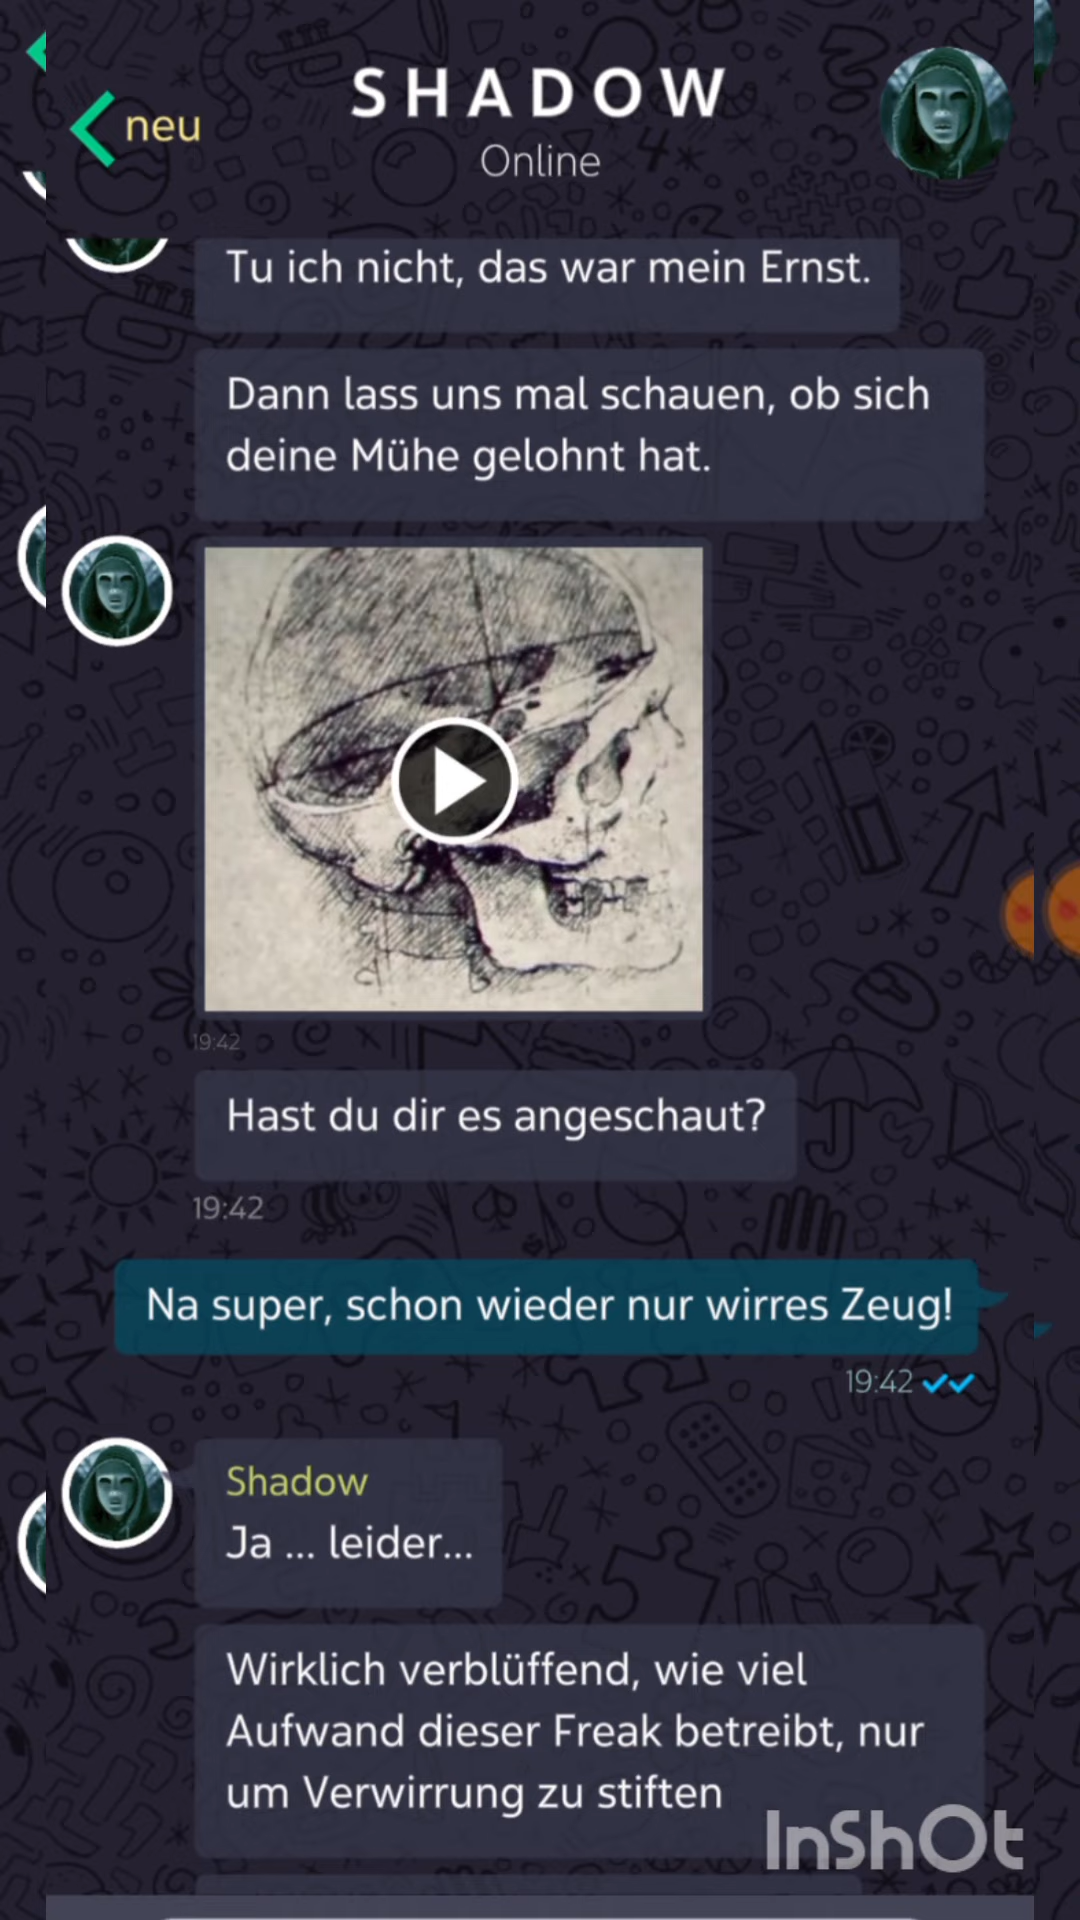 neu
SHADOW
Online
Tu ich nicht, das war mein Ernst.
Dann lass uns mal schauen, ob sich
deine Mühe gelohnt hat.
19:42
Hast du dir es angeschaut?
19:42
Na super, schon wieder nur wirres Zeug!
19:42
Shadow
Ja ... leider...
Wirklich verblüffend, wie viel
Aufwand dieser Freak betreibt, nur
um Verwirrung zu stiften
InShOt